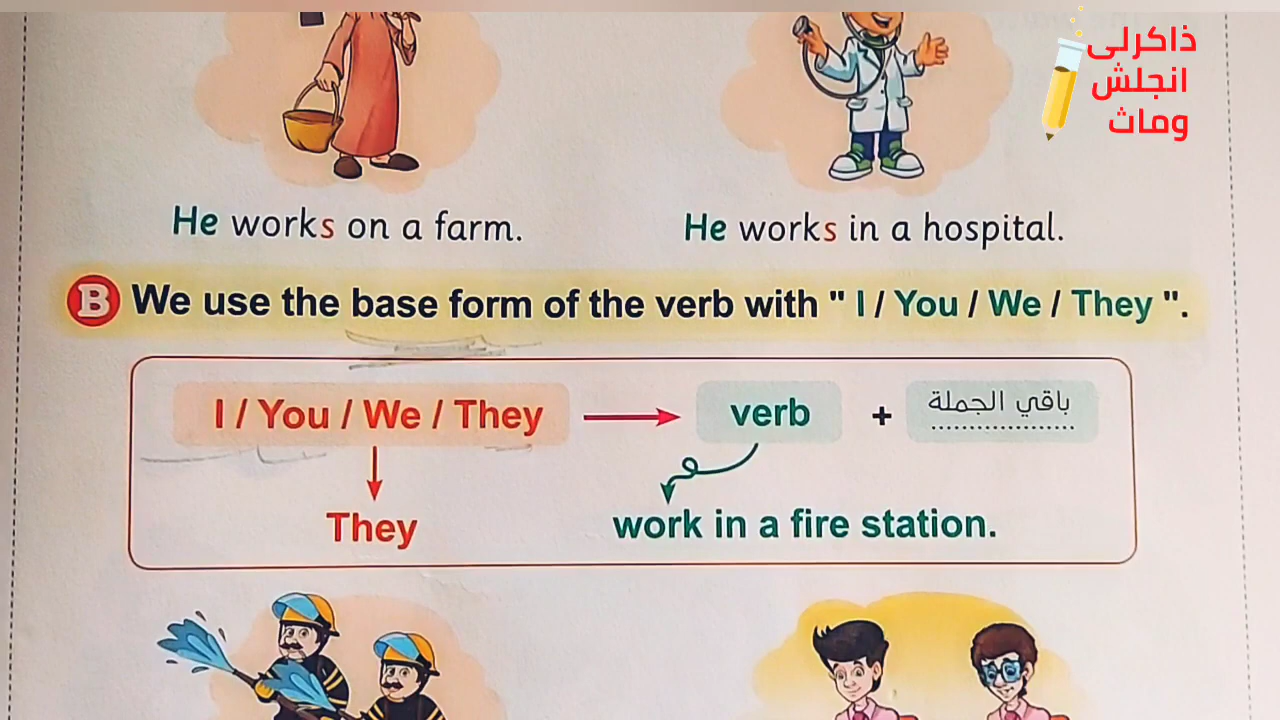 ذاكرلى
انجلش
وماث
He works on a farm.
He works in a hospital.
B We use the base form of the verb with " I / You / We / They ".
I / You / We / They verb + باقي الجملة
..................
They work in a fire station.